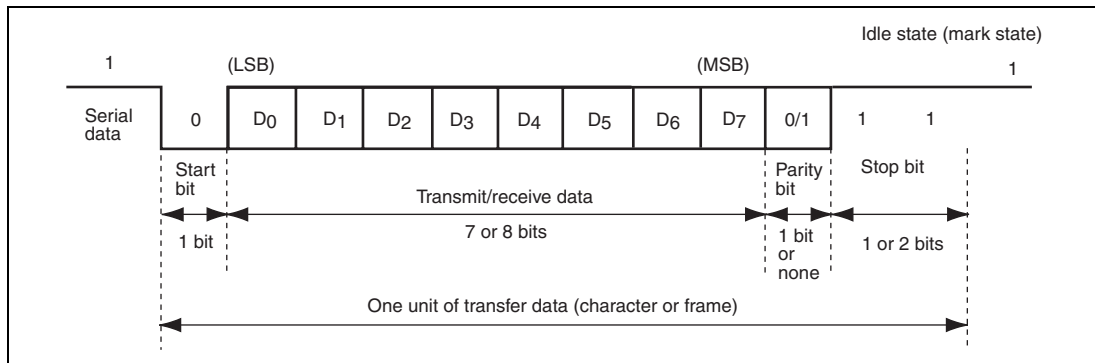 Idle state (mark state)
1 (LSB) (MSB) 1
Serial data 0 D0 D1 D2 D3 D4 D5 D6 D7 0/1 1 1
Start bit
Transmit/receive data
Parity bit
Stop bit
1 bit
7 or 8 bits
1 bit or none
1 or 2 bits
One unit of transfer data (character or frame)